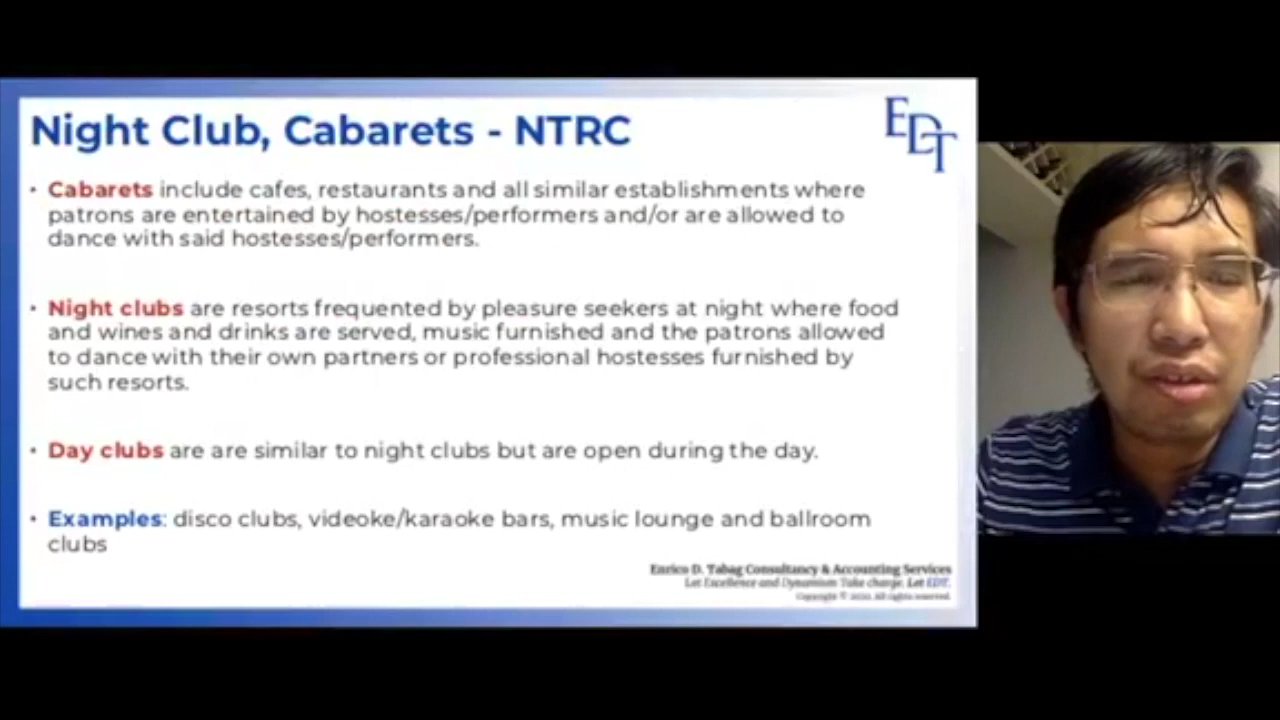 Night Club, Cabarets - NTRC
EDT
• Cabarets include cafes, restaurants and all similar establishments where
patrons are entertained by hostesses/performers and/or are allowed to
dance with said hostesses/performers.
• Night clubs are resorts frequented by pleasure seekers at night where food
and wines and drinks are served, music furnished and the patrons allowed
to dance with their own partners or professional hostesses furnished by
such resorts.
• Day clubs are are similar to night clubs but are open during the day.
• Examples: disco clubs, videoke/karaoke bars, music lounge and ballroom
clubs
Enrico D. Tabag Consultancy & Accounting Services
Let Excellence and Dynamism Take charge. Let EDT.
Copyright © 2020. All rights reserved.